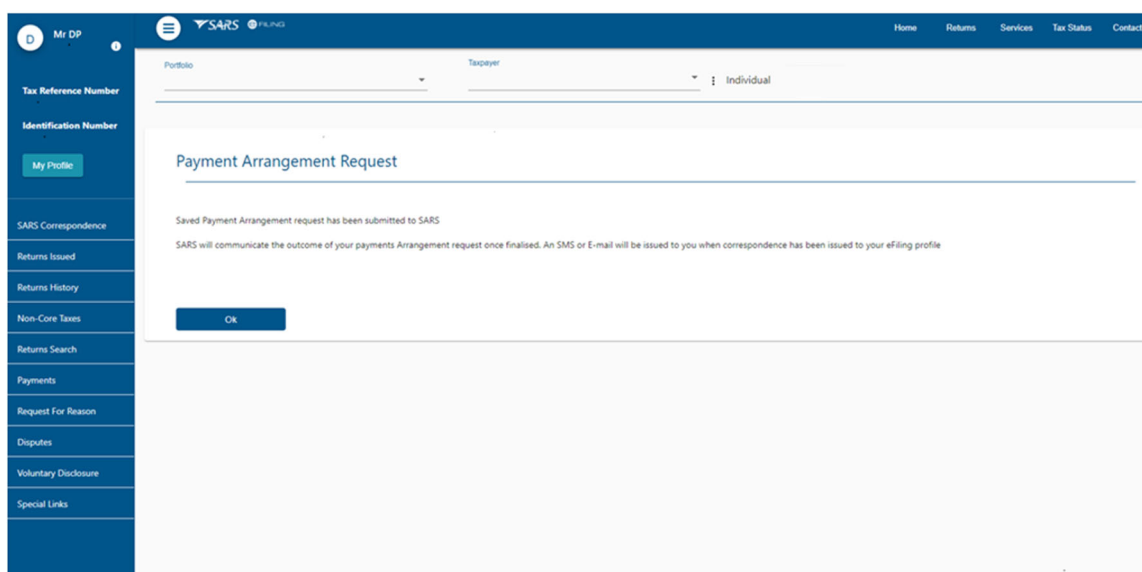 D
Mr DP
Tax Reference Number
Identification Number
My Profile
SARS Correspondence
Returns Issued
Returns History
Non-Core Taxes
Returns Search
Payments
Request For Reason
Disputes
Voluntary Disclosure
Special Links
SARS eFILING
Home Returns Services Tax Status Contact
Portfolio Taxpayer
Individual
Payment Arrangement Request
Saved Payment Arrangement request has been submitted to SARS
SARS will communicate the outcome of your payments Arrangement request once finalised. An SMS or E-mail will be issued to you when correspondence has been issued to your eFiling profile
Ok